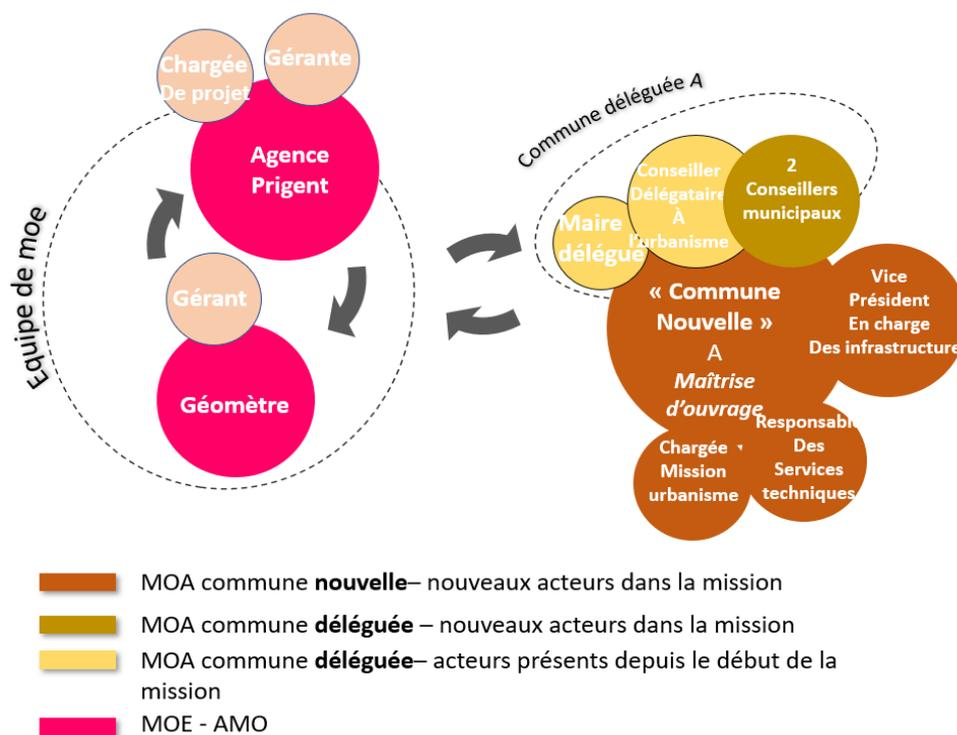 Chargée
De projet
Gérante
Agence
Prigent
Equipe de moe
Gérant
Géomètre
Commune déléguée A
Maire
délégué
Conseiller
Délégataire
À
l'urbanisme
2
Conseillers
municipaux
« Commune
Nouvelle »
A
Maîtrise
d'ouvrage
Vice
Président
En charge
Des infrastructure
Chargée
Mission
urbanisme
Responsable
Des
Services
techniques
MOA commune nouvelle– nouveaux acteurs dans la mission
MOA commune déléguée – nouveaux acteurs dans la mission
MOA commune déléguée– acteurs présents depuis le début de la
mission
MOE - AMO